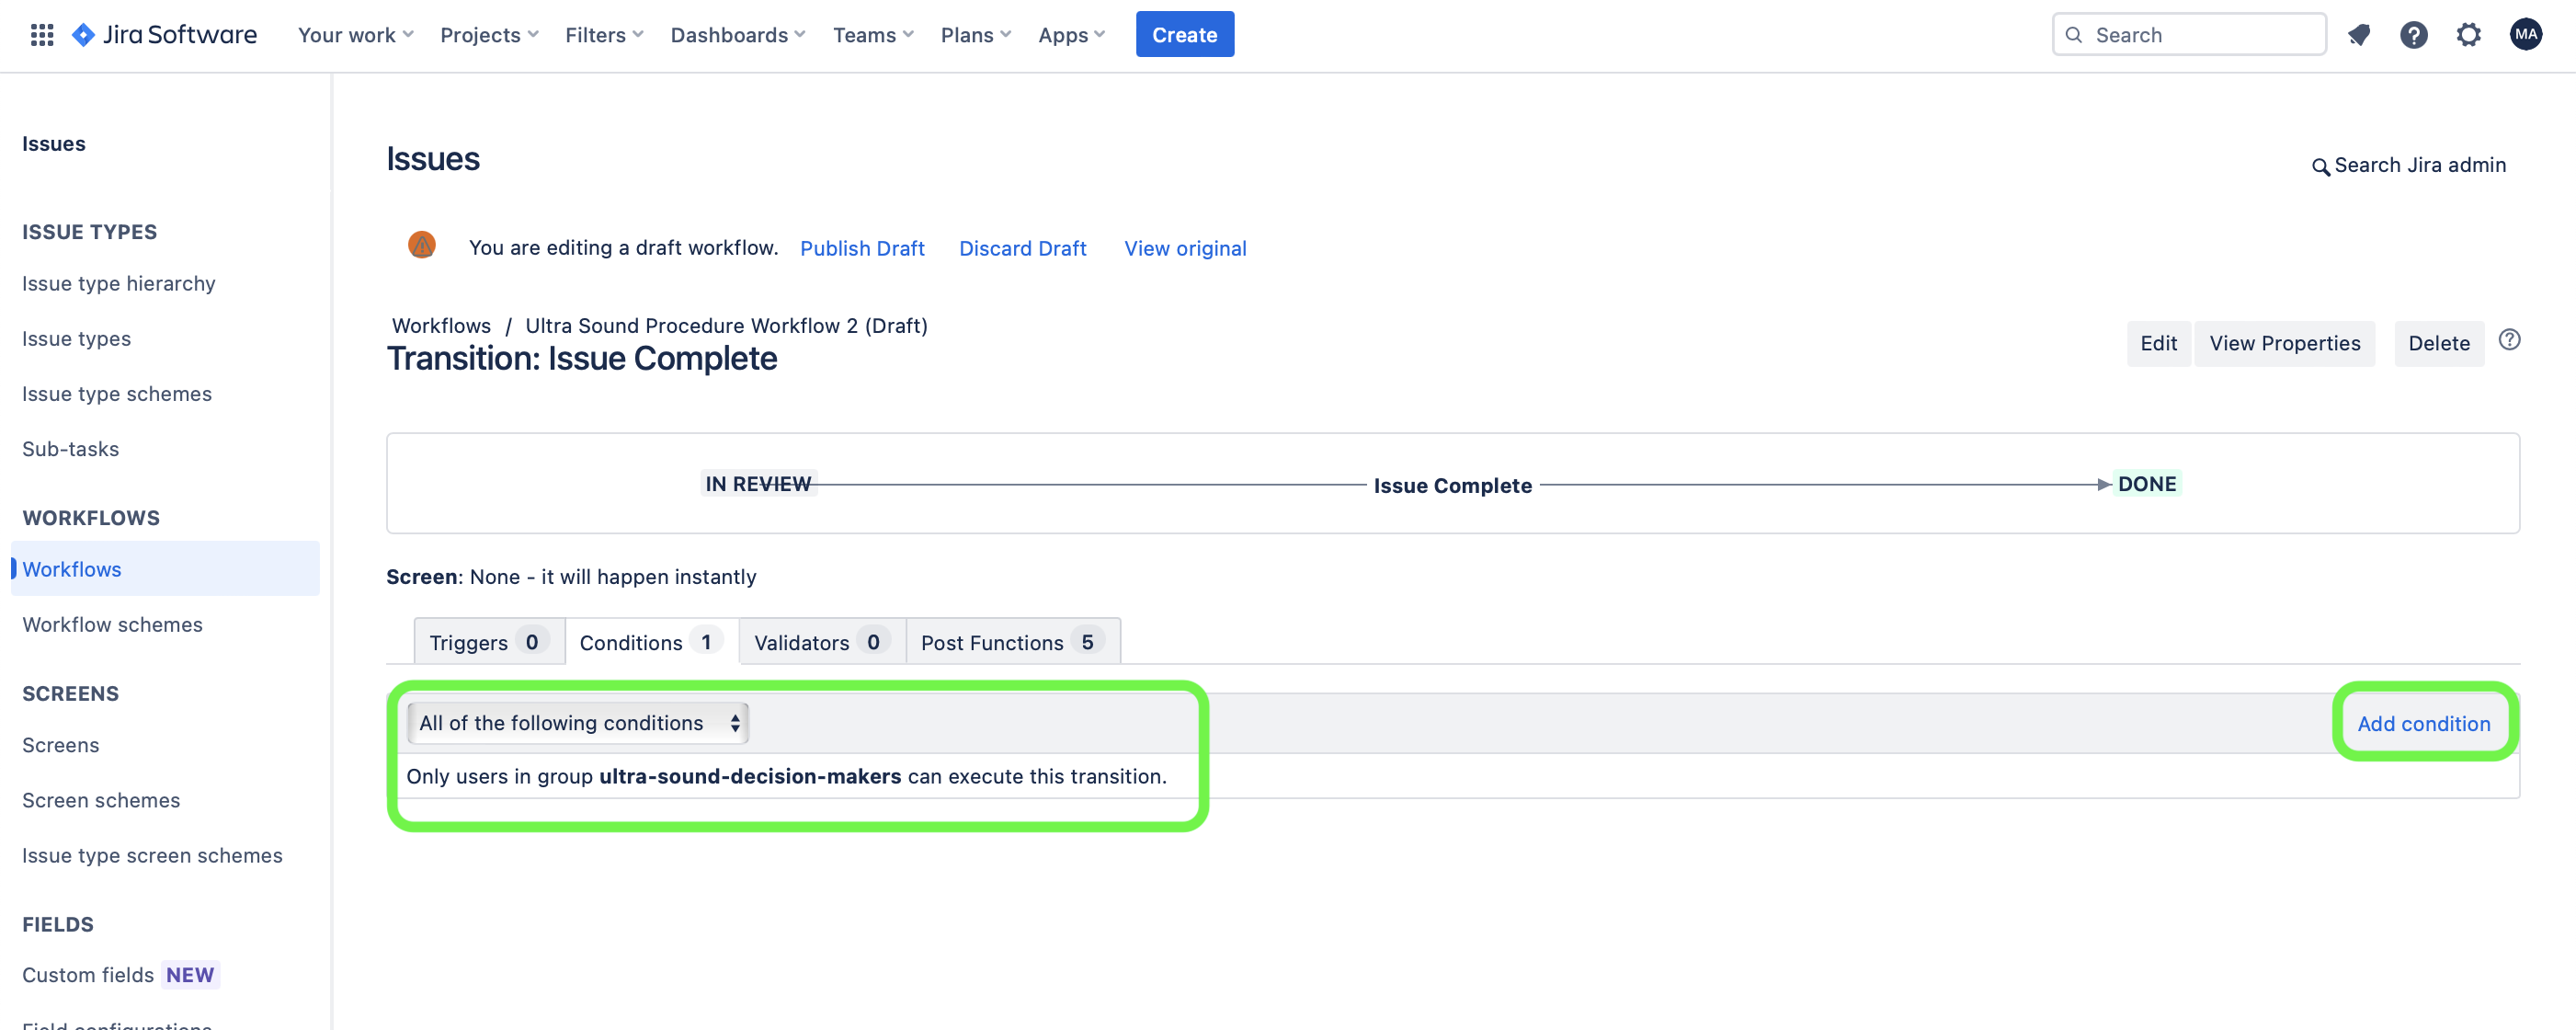 Jira Software Your work Projects Filters Dashboards Teams Plans Apps Create Search MA
Issues
ISSUE TYPES
Issue type hierarchy
Issue types
Issue type schemes
Sub-tasks
WORKFLOWS
Workflows
Workflow schemes
SCREENS
Screens
Screen schemes
Issue type screen schemes
FIELDS
Custom fields NEW
Field configurations
Issues
Search Jira admin
You are editing a draft workflow. Publish Draft Discard Draft View original
Workflows / Ultra Sound Procedure Workflow 2 (Draft)
Transition: Issue Complete
Edit View Properties Delete
IN REVIEW Issue Complete DONE
Screen: None - it will happen instantly
Triggers 0 Conditions 1 Validators 0 Post Functions 5
All of the following conditions Add condition
Only users in group ultra-sound-decision-makers can execute this transition.